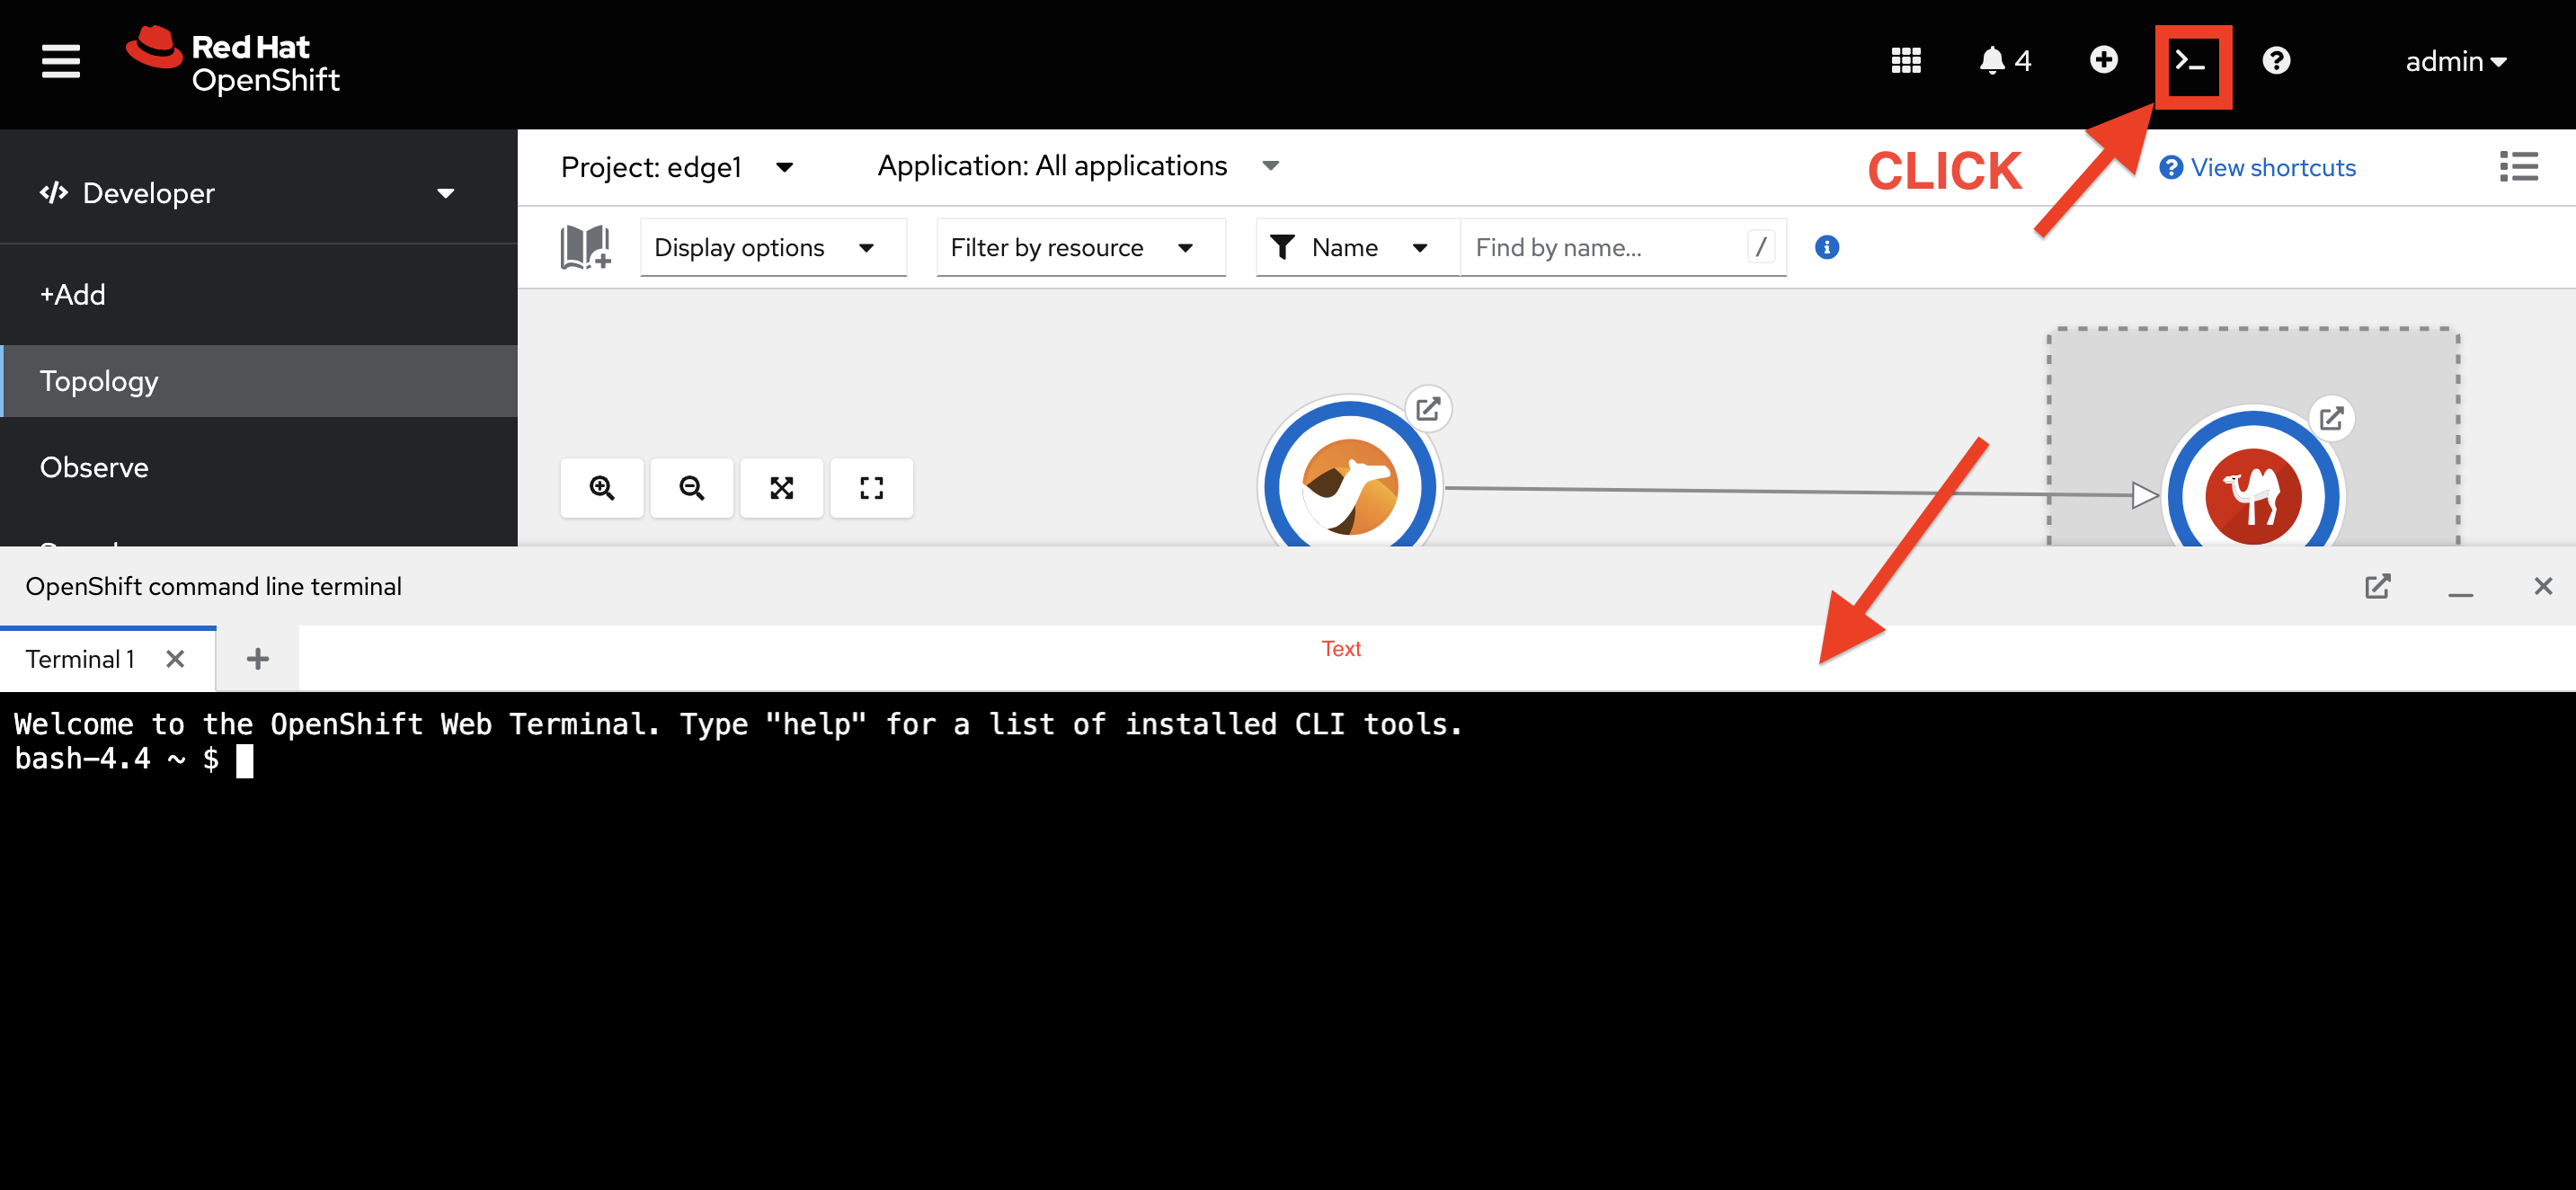 Red Hat
OpenShift
4
admin
Developer
Project: edge1
Application: All applications
CLICK
View shortcuts
Display options
Filter by resource
Name
Find by name...
/
+Add
Topology
Observe
OpenShift command line terminal
Terminal 1
Text
Welcome to the OpenShift Web Terminal. Type "help" for a list of installed CLI tools.
bash-4.4 ~ $